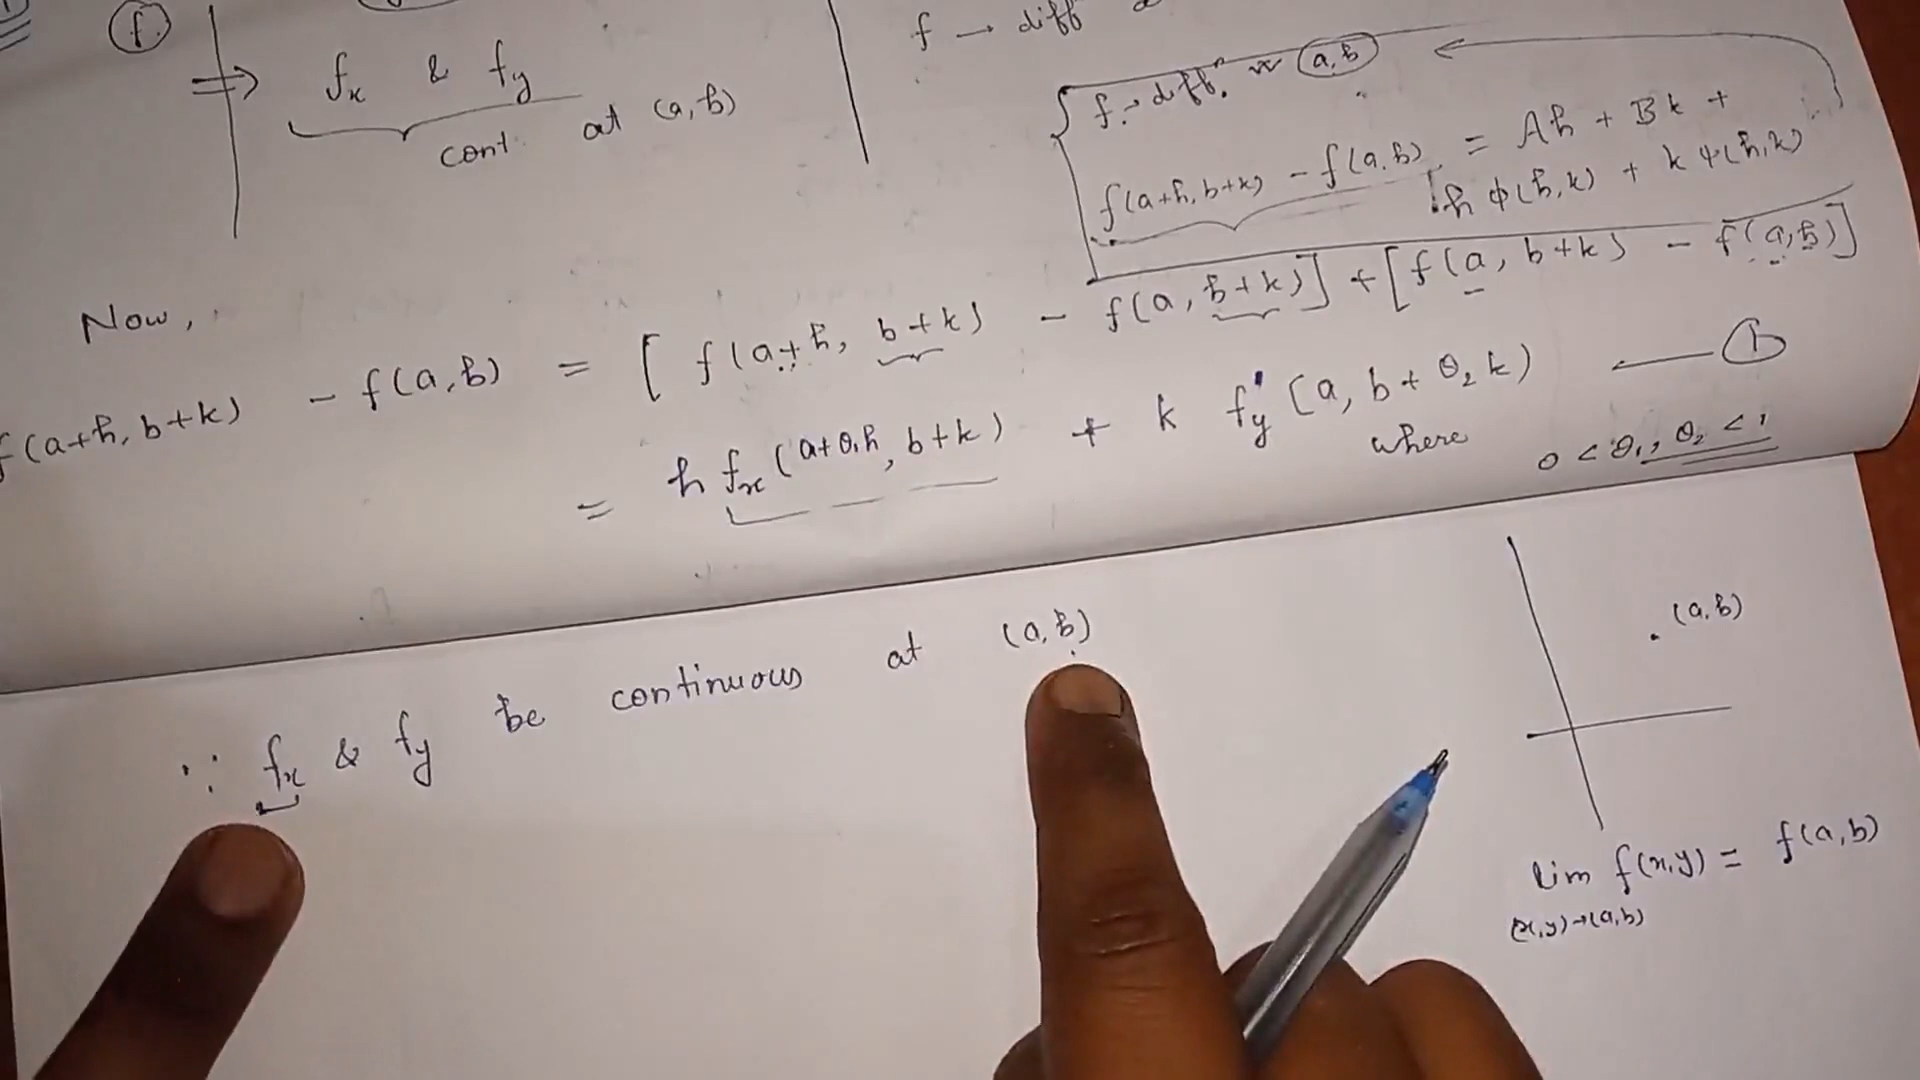 f
⇒ fx & fy
cont. at (a,b)
f → diff
f → diff. (a,b)
f(a+h, b+k) - f(a,b) = Ah + Bk +
h φ(h,k) + k ψ(h,k)
Now,
f(a+h, b+k) - f(a,b) = [ f(a+h, b+k) - f(a, b+k)] + [f(a, b+k) - f(a,b)]
= h fx (a+θ₁h, b+k) + k fy (a, b+θ₂k) ← ①
where 0 < θ₁, θ₂ < 1
∵ fx & fy be continuous at (a,b)
(a,b)
lim f(x,y) = f(a,b)
(x,y)→(a,b)